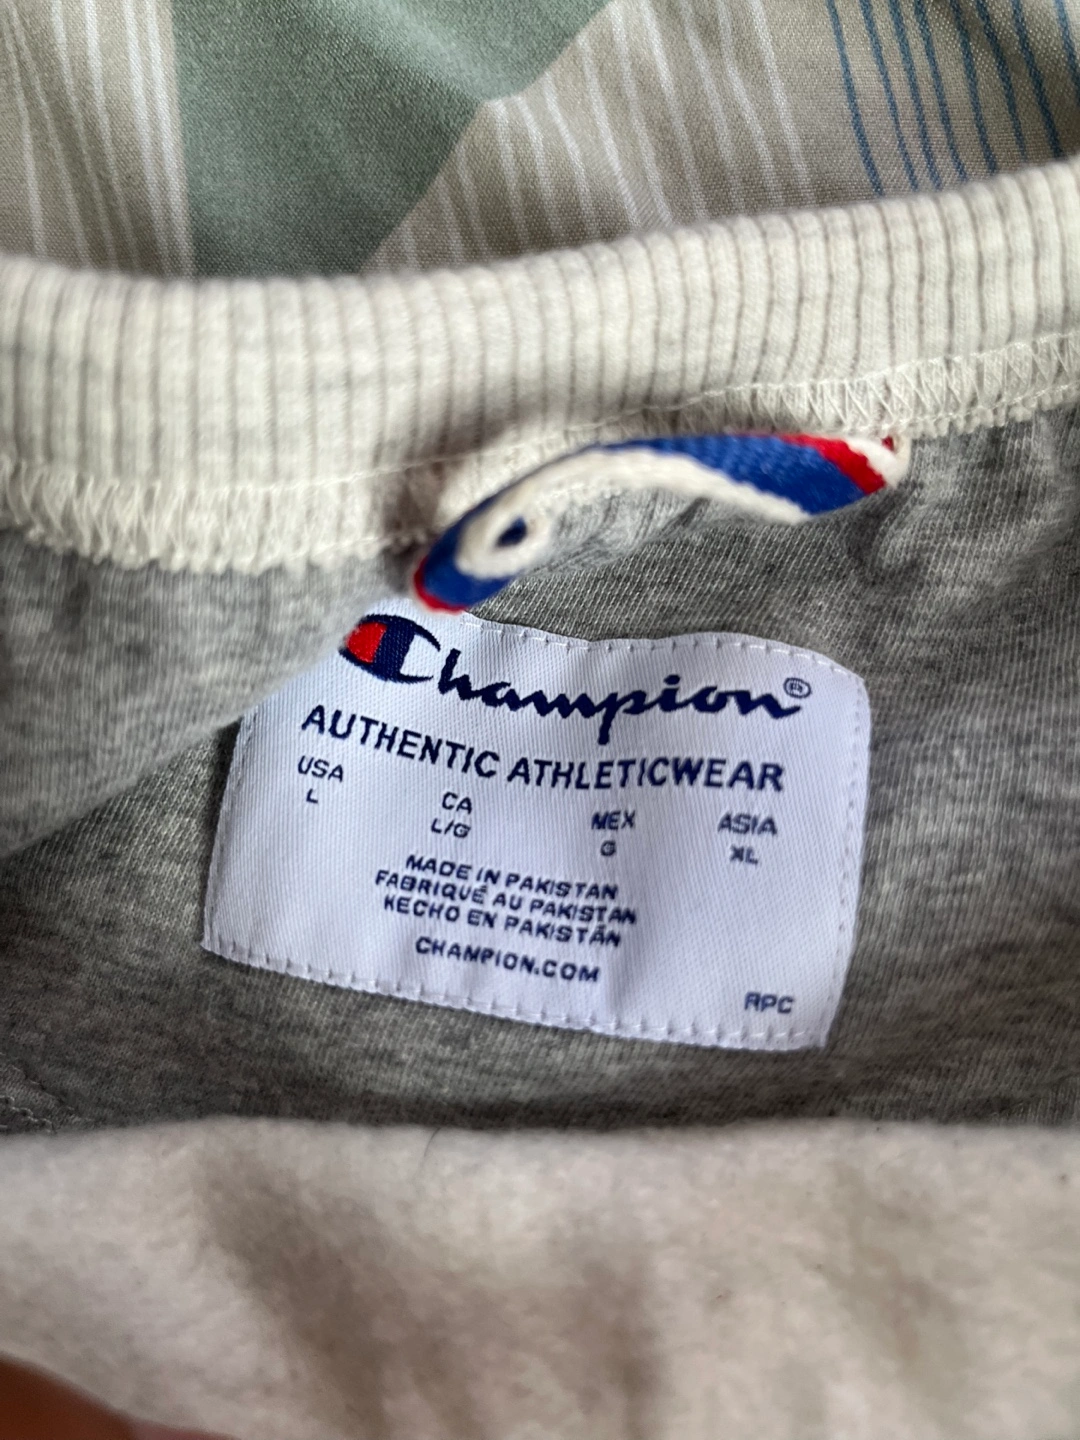 Champion®
AUTHENTIC ATHLETICWEAR
USA CA MEX ASIA
L L/G G XL
MADE IN PAKISTAN
FABRIQUÉ AU PAKISTAN
HECHO EN PAKISTÁN
CHAMPION.COM
RPC